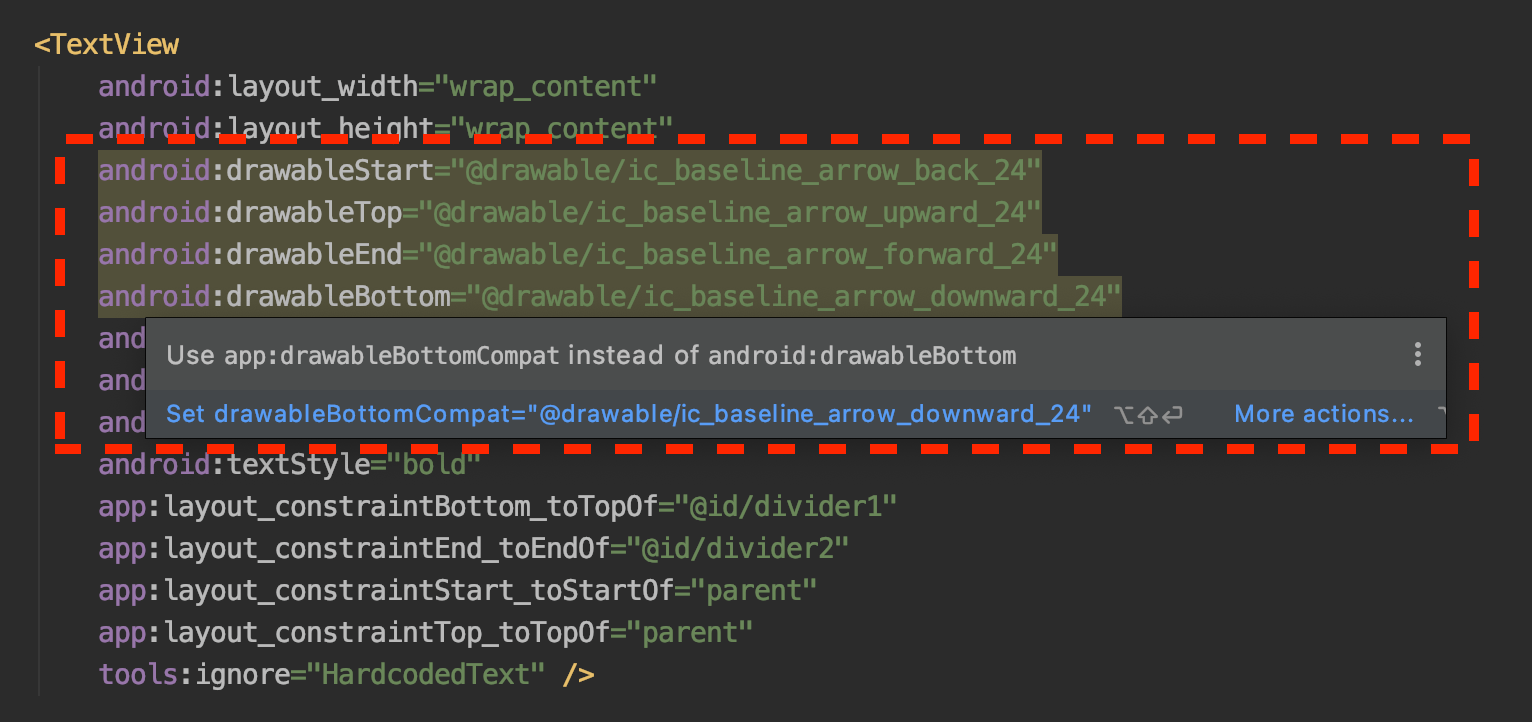 <TextView
android:layout_width="wrap_content"
android:layout_height="wrap_content"
android:drawableStart="@drawable/ic_baseline_arrow_back_24"
android:drawableTop="@drawable/ic_baseline_arrow_upward_24"
android:drawableEnd="@drawable/ic_baseline_arrow_forward_24"
android:drawableBottom="@drawable/ic_baseline_arrow_downward_24"
and
Use app:drawableBottomCompat instead of android:drawableBottom
and
Set drawableBottomCompat="@drawable/ic_baseline_arrow_downward_24" ⌥⇧⏎ More actions...
and
android:textStyle="bold"
app:layout_constraintBottom_toTopOf="@id/divider1"
app:layout_constraintEnd_toEndOf="@id/divider2"
app:layout_constraintStart_toStartOf="parent"
app:layout_constraintTop_toTopOf="parent"
tools:ignore="HardcodedText" />